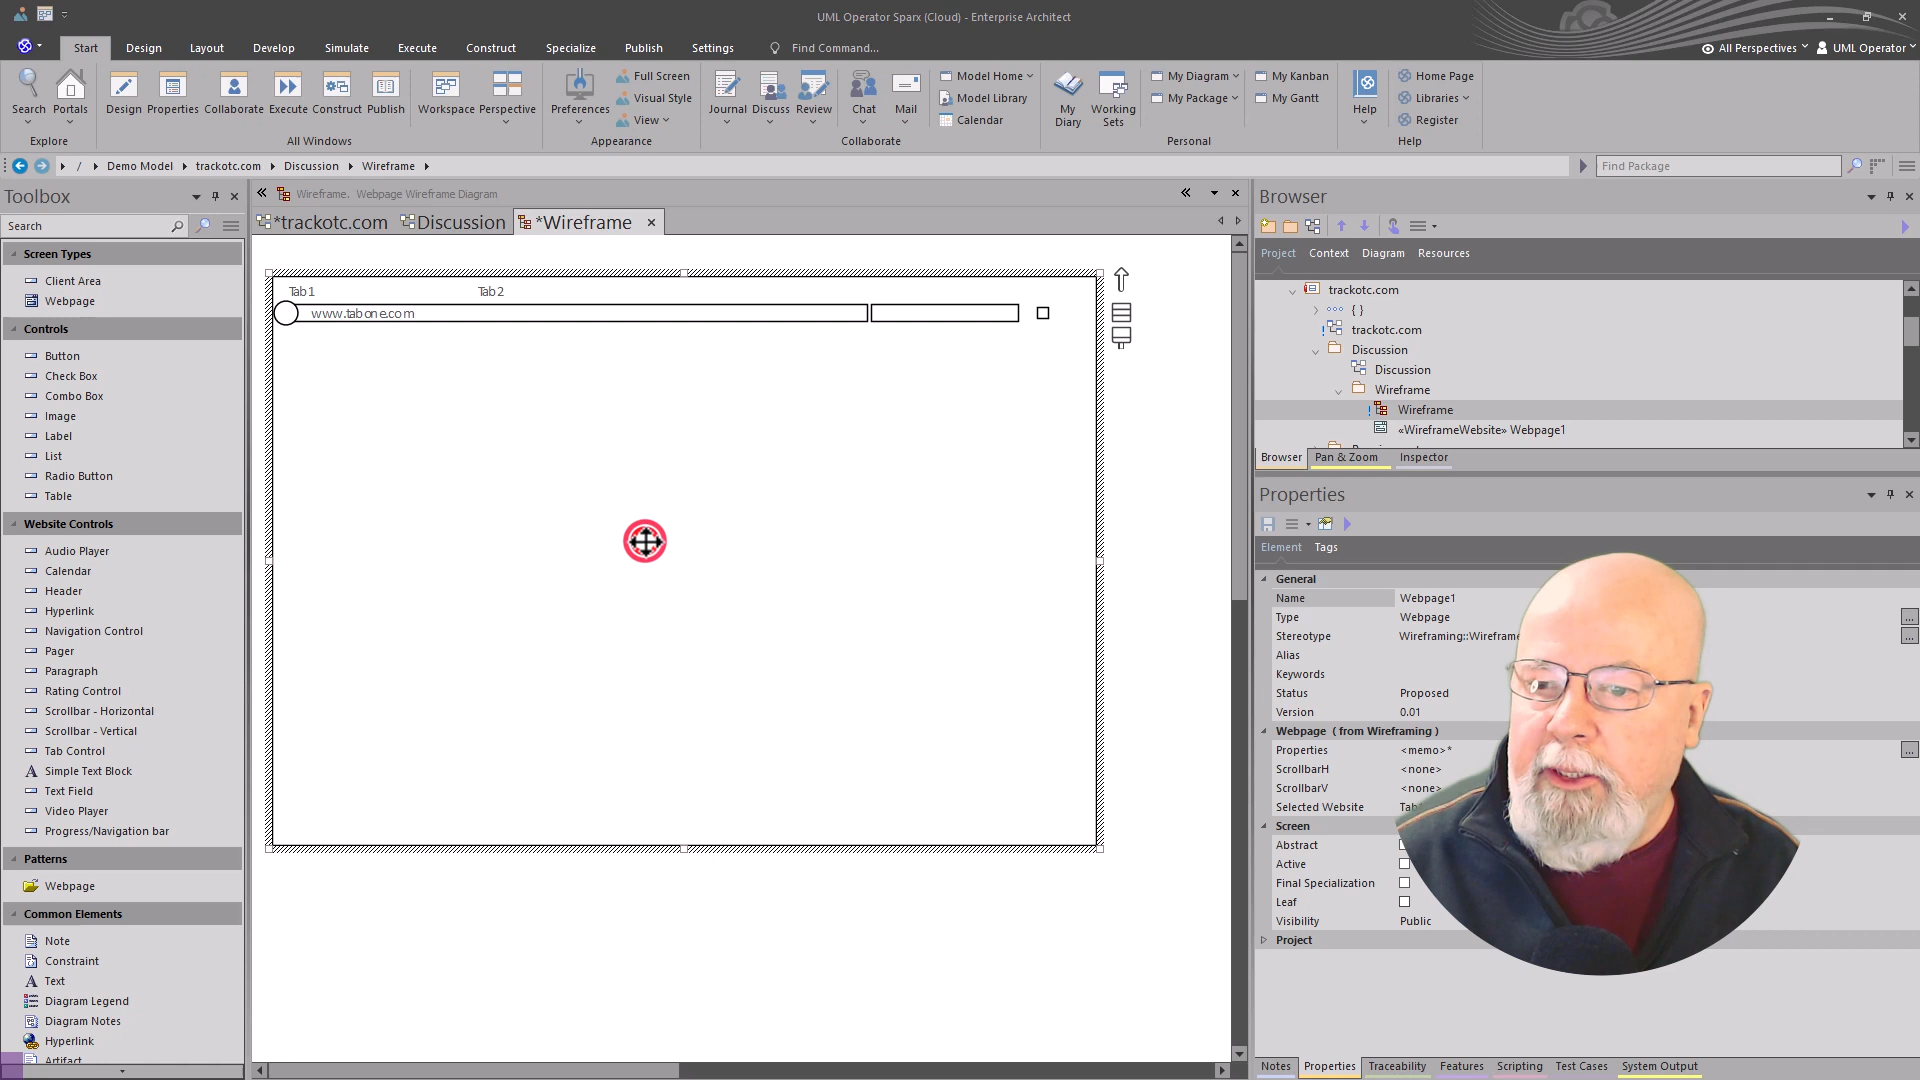 UML Operator Sparx (Cloud) - Enterprise Architect
Start Design Layout Develop Simulate Execute Construct Specialize Publish Settings Find Command... All Perspectives UML Operator
Search Portals Design Properties Collaborate Execute Construct Publish Workspace Perspective Preferences Full Screen Visual Style View Journal Discuss Review Chat Mail Model Home Model Library Calendar My Diary Working Sets My Diagram My Package My Kanban My Gantt Help Home Page Libraries Register
Explore All Windows Appearance Collaborate Personal Help
/ Demo Model trackotc.com Discussion Wireframe Find Package
Toolbox
Search
Screen Types
Client Area
Webpage
Controls
Button
Check Box
Combo Box
Image
Label
List
Radio Button
Table
Website Controls
Audio Player
Calendar
Header
Hyperlink
Navigation Control
Pager
Paragraph
Rating Control
Scrollbar - Horizontal
Scrollbar - Vertical
Tab Control
Simple Text Block
Text Field
Video Player
Progress/Navigation bar
Patterns
Webpage
Common Elements
Note
Constraint
Text
Diagram Legend
Diagram Notes
Hyperlink
Artifact
Wireframe. Webpage Wireframe Diagram
*trackotc.com Discussion *Wireframe
Tab1 Tab2
www.tabone.com
Browser
Project Context Diagram Resources
trackotc.com
{ }
trackotc.com
Discussion
Discussion
Wireframe
Wireframe
«WireframeWebsite» Webpage1
Browser Pan & Zoom Inspector
Properties
Element Tags
General
Name Webpage1
Type Webpage
Stereotype Wireframing::Wirefram
Alias
Keywords
Status Proposed
Version 0.01
Webpage ( from Wireframing )
Properties <memo>*
ScrollbarH <none>
ScrollbarV <none>
Selected Website
Screen
Abstract
Active
Final Specialization
Leaf
Visibility Public
Project
Notes Properties Traceability Features Scripting Test Cases System Output